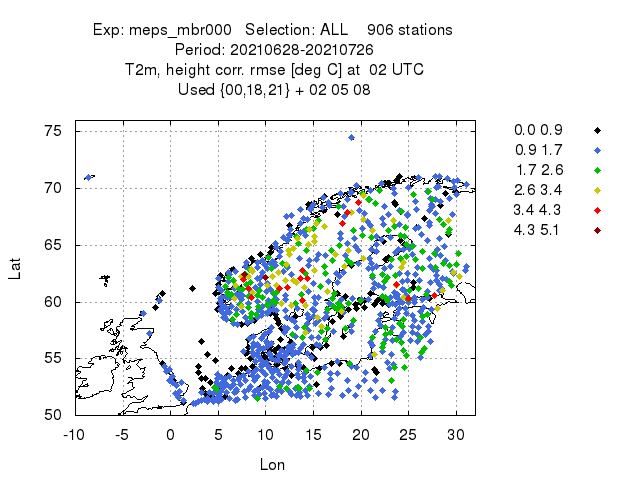 Exp: meps_mbr000   Selection: ALL    906 stations
Period: 20210628-20210726
T2m, height corr. rmse [deg C] at  02 UTC
Used {00,18,21} + 02 05 08
75
70
65
60
55
50
Lat
-10 -5 0 5 10 15 20 25 30
Lon
0.0 0.9
0.9 1.7
1.7 2.6
2.6 3.4
3.4 4.3
4.3 5.1